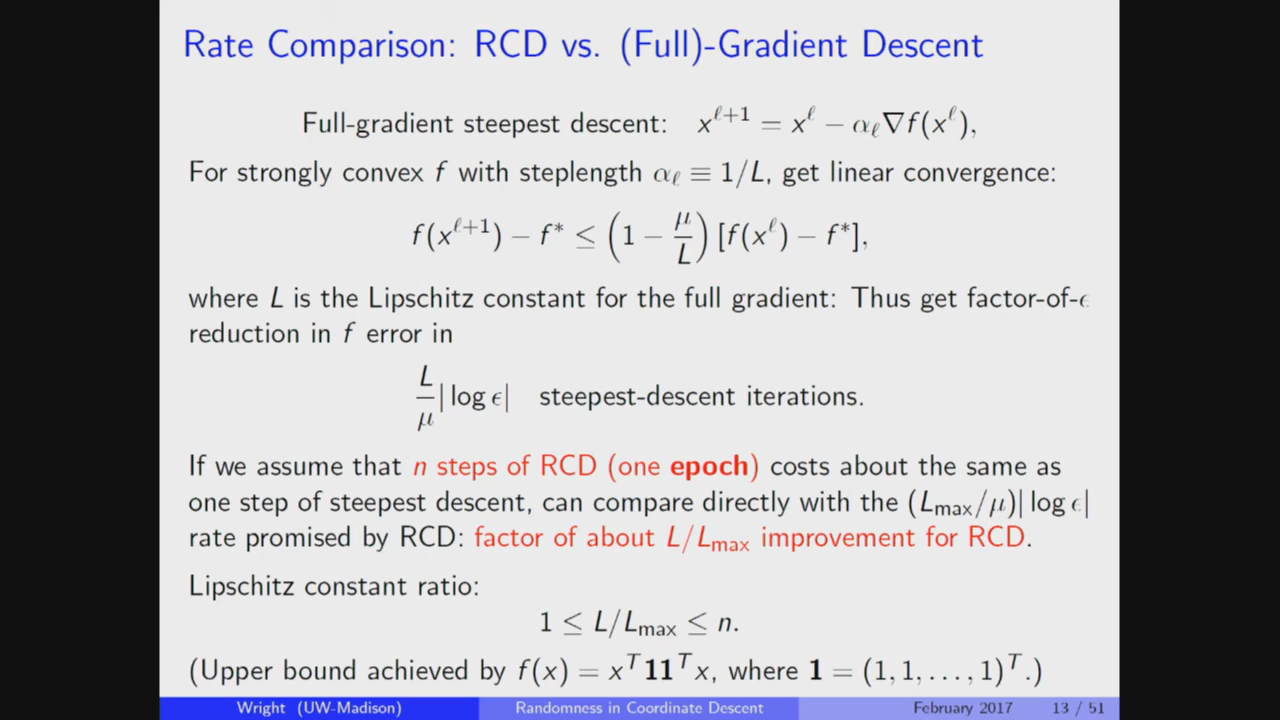 Rate Comparison: RCD vs. (Full)-Gradient Descent
Full-gradient steepest descent: x^{ℓ+1} = x^ℓ − α_ℓ∇f(x^ℓ),
For strongly convex f with steplength α_ℓ ≡ 1/L, get linear convergence:
f(x^{ℓ+1}) − f* ≤ (1 − μ/L) [f(x^ℓ) − f*],
where L is the Lipschitz constant for the full gradient: Thus get factor-of-ϵ
reduction in f error in
L/μ |log ϵ| steepest-descent iterations.
If we assume that n steps of RCD (one epoch) costs about the same as
one step of steepest descent, can compare directly with the (L_max/μ)|log ϵ|
rate promised by RCD: factor of about L/L_max improvement for RCD.
Lipschitz constant ratio:
1 ≤ L/L_max ≤ n.
(Upper bound achieved by f(x) = x^T 11^T x, where 1 = (1, 1, . . . , 1)^T.)
Wright (UW-Madison) Randomness in Coordinate Descent February 2017 13 / 51